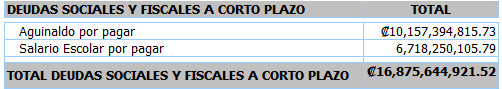 DEUDAS SOCIALES Y FISCALES A CORTO PLAZO TOTAL
Aguinaldo por pagar ₡10,157,394,815.73
Salario Escolar por pagar 6,718,250,105.79
TOTAL DEUDAS SOCIALES Y FISCALES A CORTO PLAZO ₡16,875,644,921.52